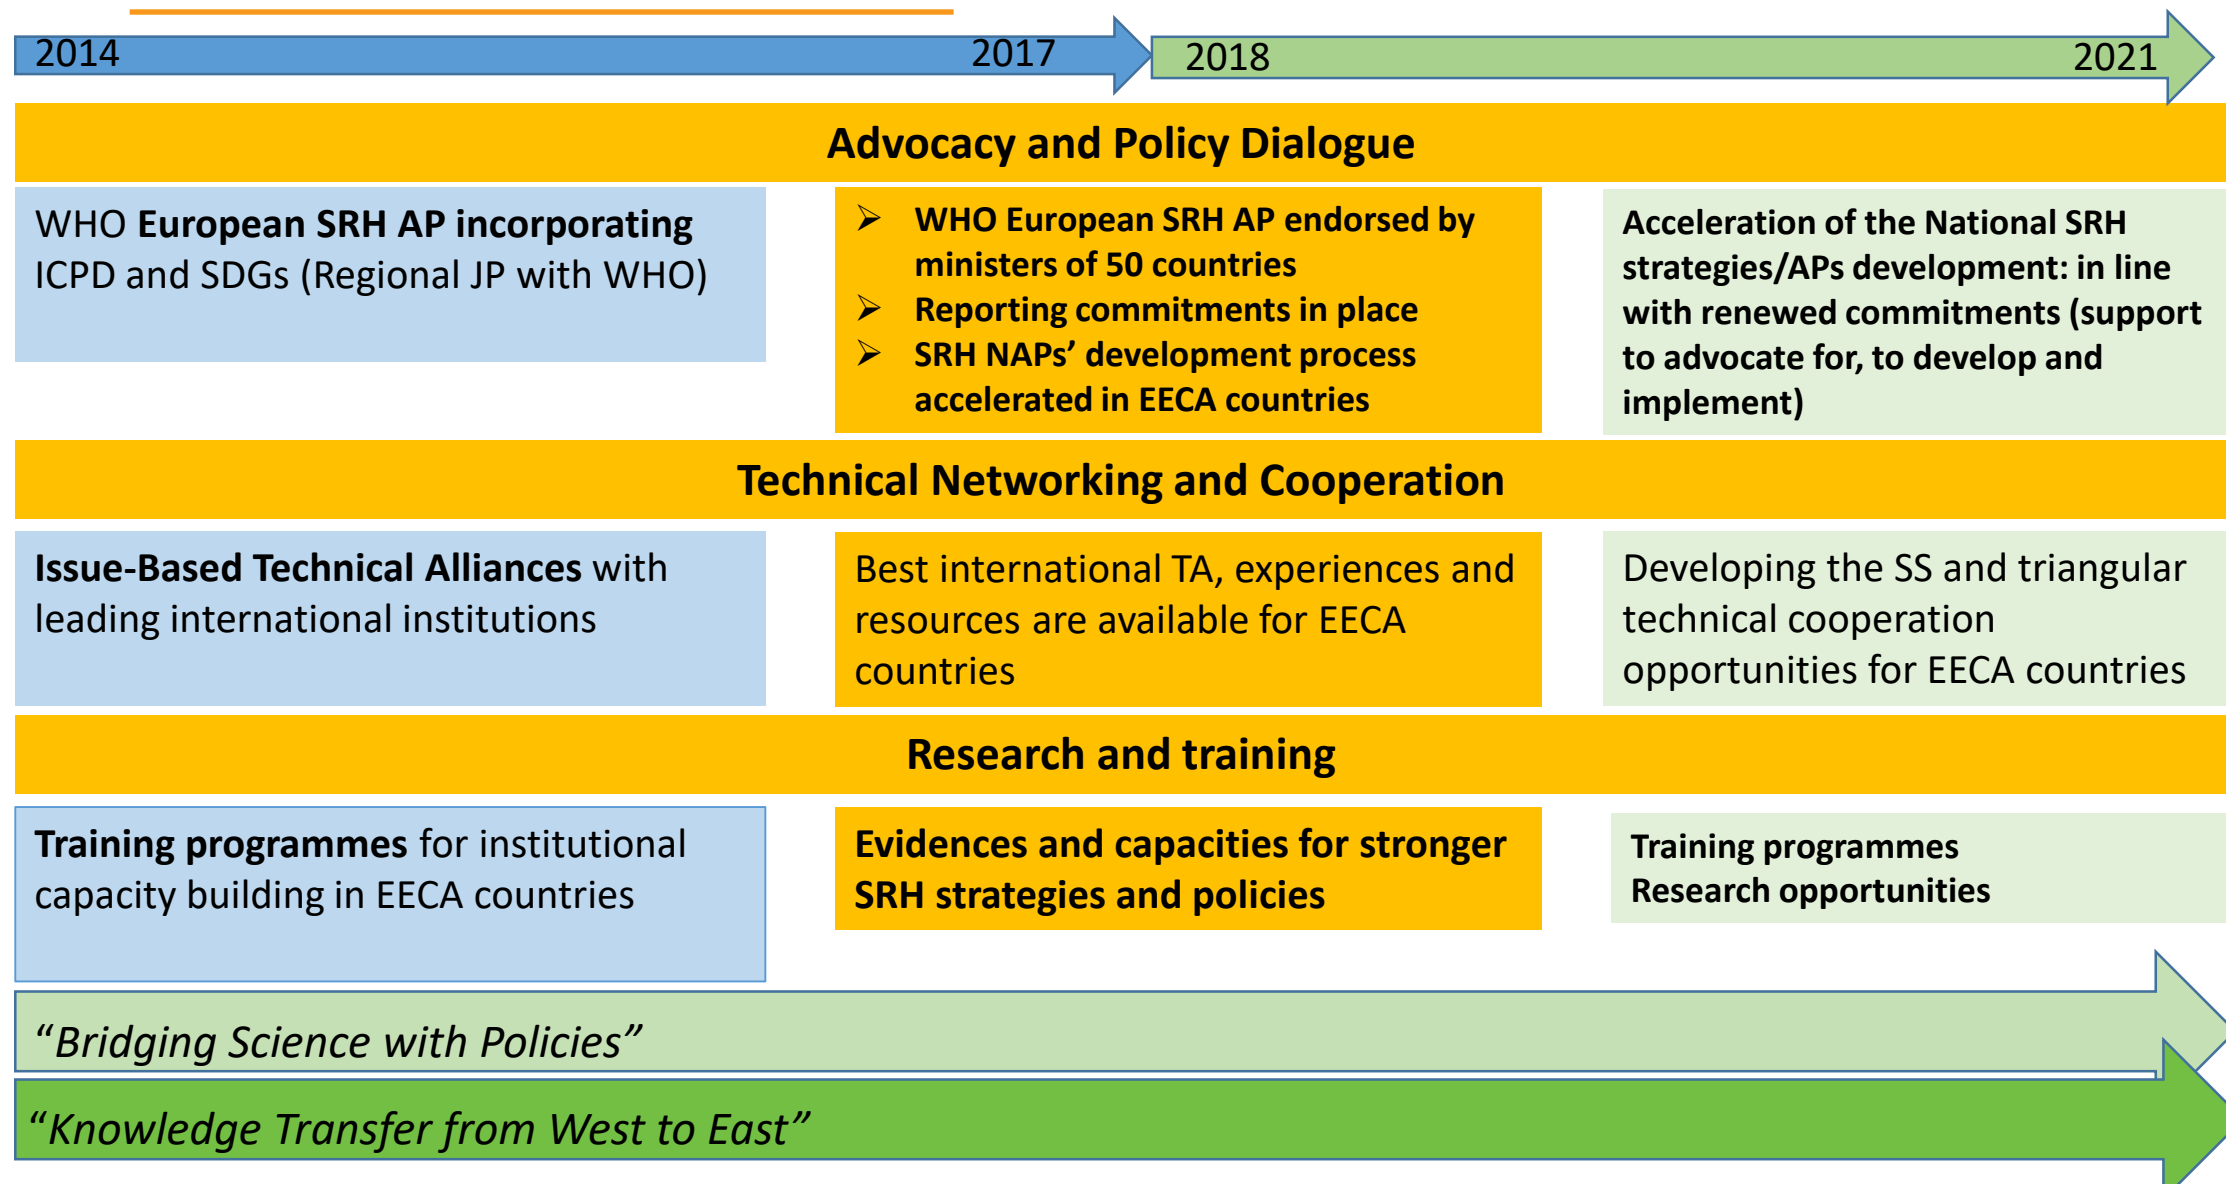 2014 2017 2018 2021
Advocacy and Policy Dialogue
WHO European SRH AP incorporating
ICPD and SDGs (Regional JP with WHO)
➢ WHO European SRH AP endorsed by
ministers of 50 countries
➢ Reporting commitments in place
➢ SRH NAPs’ development process
accelerated in EECA countries
Acceleration of the National SRH
strategies/APs development: in line
with renewed commitments (support
to advocate for, to develop and
implement)
Technical Networking and Cooperation
Issue-Based Technical Alliances with
leading international institutions
Best international TA, experiences and
resources are available for EECA
countries
Developing the SS and triangular
technical cooperation
opportunities for EECA countries
Research and training
Training programmes for institutional
capacity building in EECA countries
Evidences and capacities for stronger
SRH strategies and policies
Training programmes
Research opportunities
“Bridging Science with Policies”
“Knowledge Transfer from West to East”